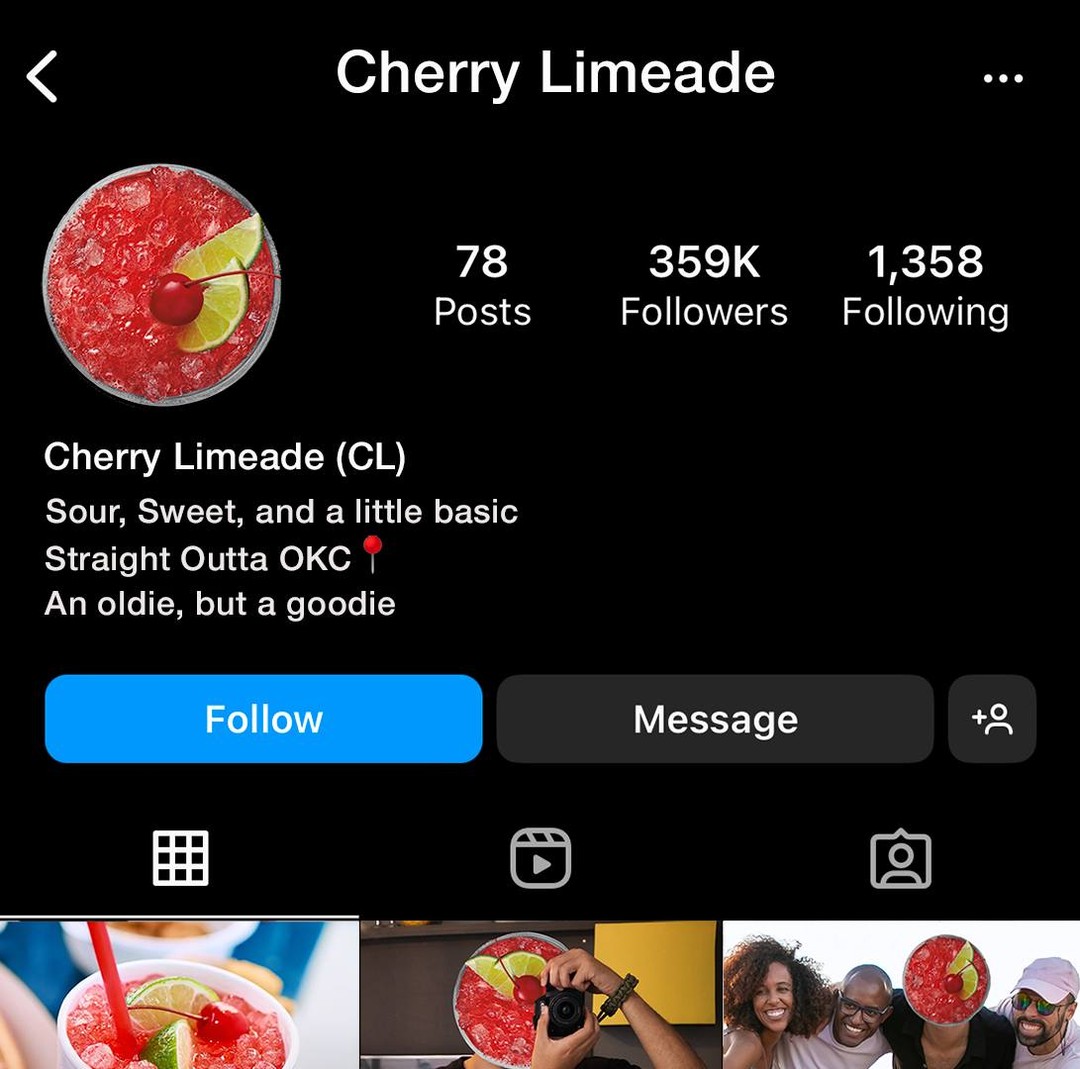 Cherry Limeade
78 359K 1,358
Posts Followers Following
Cherry Limeade (CL)
Sour, Sweet, and a little basic
Straight Outta OKC📍
An oldie, but a goodie
Follow Message